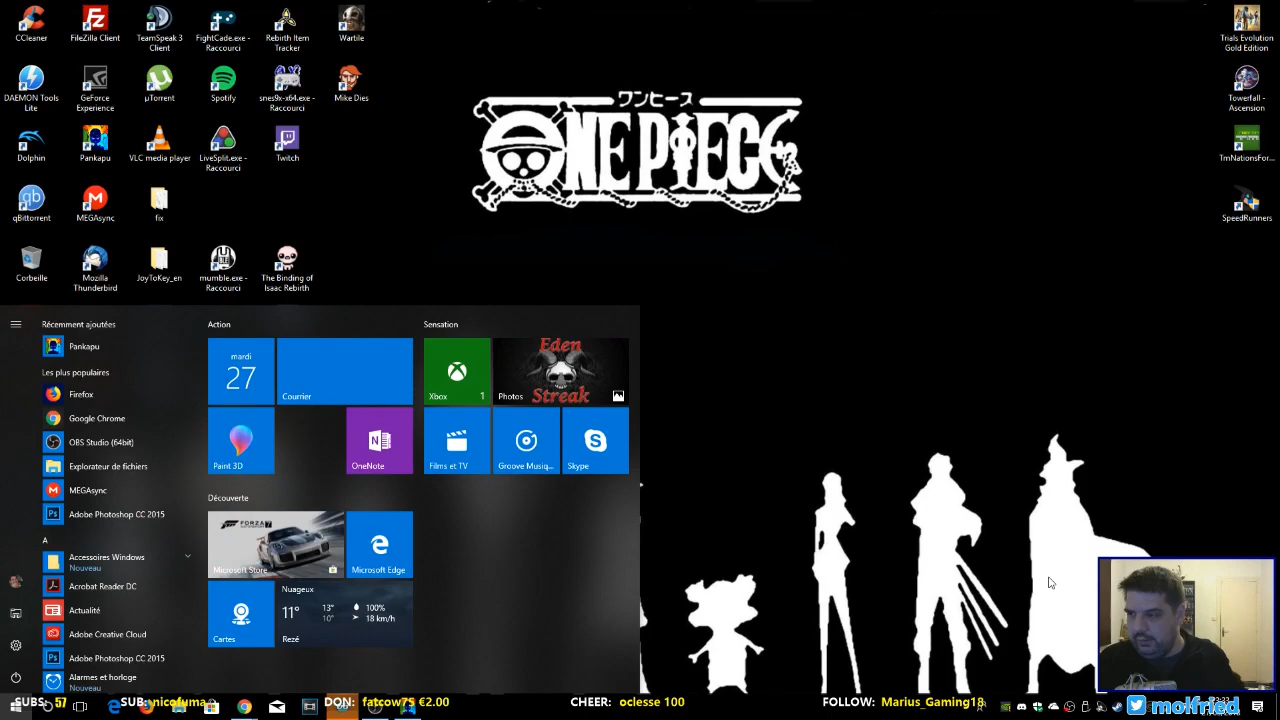 CCleaner
FileZilla Client
TeamSpeak 3
Client
FightCade.exe -
Raccourci
Rebirth Item
Tracker
Wartile
Trials Evolution
Gold Edition
DAEMON Tools
Lite
GeForce
Experience
µTorrent
Spotify
snes9x-x64.exe -
Raccourci
Mike Dies
Towerfall -
Ascension
ワンピース
ONE PIECE
Dolphin
Pankapu
VLC media player
LiveSplit.exe -
Raccourci
Twitch
TmNationsFor...
qBittorrent
MEGAsync
fix
SpeedRunners
Corbeille
Mozilla
Thunderbird
JoyToKey_en
mumble.exe -
Raccourci
The Binding of
Isaac Rebirth
Récemment ajoutées
Pankapu
Les plus populaires
Firefox
Google Chrome
OBS Studio (64bit)
Explorateur de fichiers
MEGAsync
Adobe Photoshop CC 2015
A
Accessoires Windows
Nouveau
Acrobat Reader DC
Actualité
Adobe Creative Cloud
Adobe Photoshop CC 2015
Alarmes et horloge
Nouveau
Action
mardi
27
Courrier
Paint 3D
OneNote
Découverte
FORZA 7
Microsoft Store
Microsoft Edge
Cartes
Nuageux
11°
13°
10°
100%
18 km/h
Rezé
Sensation
Xbox
1
Eden
Streak
Photos
Films et TV
Groove Musiq...
Skype
SUBS: 57
SUB: nicofuma
DON: fatcow75 €2.00
CHEER: oclesse 100
FOLLOW: Marius_Gaming18
molfried